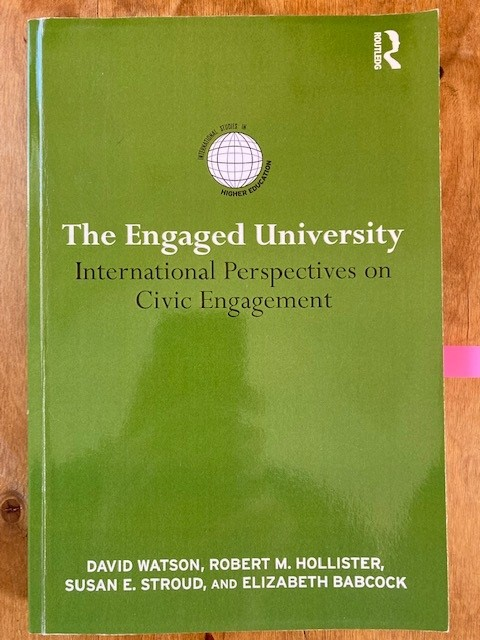 ROUTLEDGE
INTERNATIONAL STUDIES IN
HIGHER EDUCATION
The Engaged University
International Perspectives on
Civic Engagement
DAVID WATSON, ROBERT M. HOLLISTER,
SUSAN E. STROUD, AND ELIZABETH BABCOCK